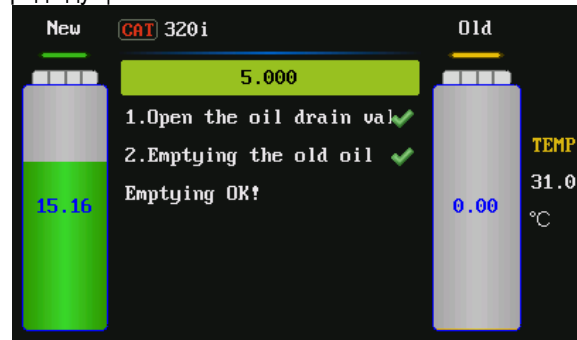 New
CAT 320i
Old
5.000
1.Open the oil drain val
2.Emptying the old oil
Emptying OK!
15.16
0.00
TEMP
31.0
°C